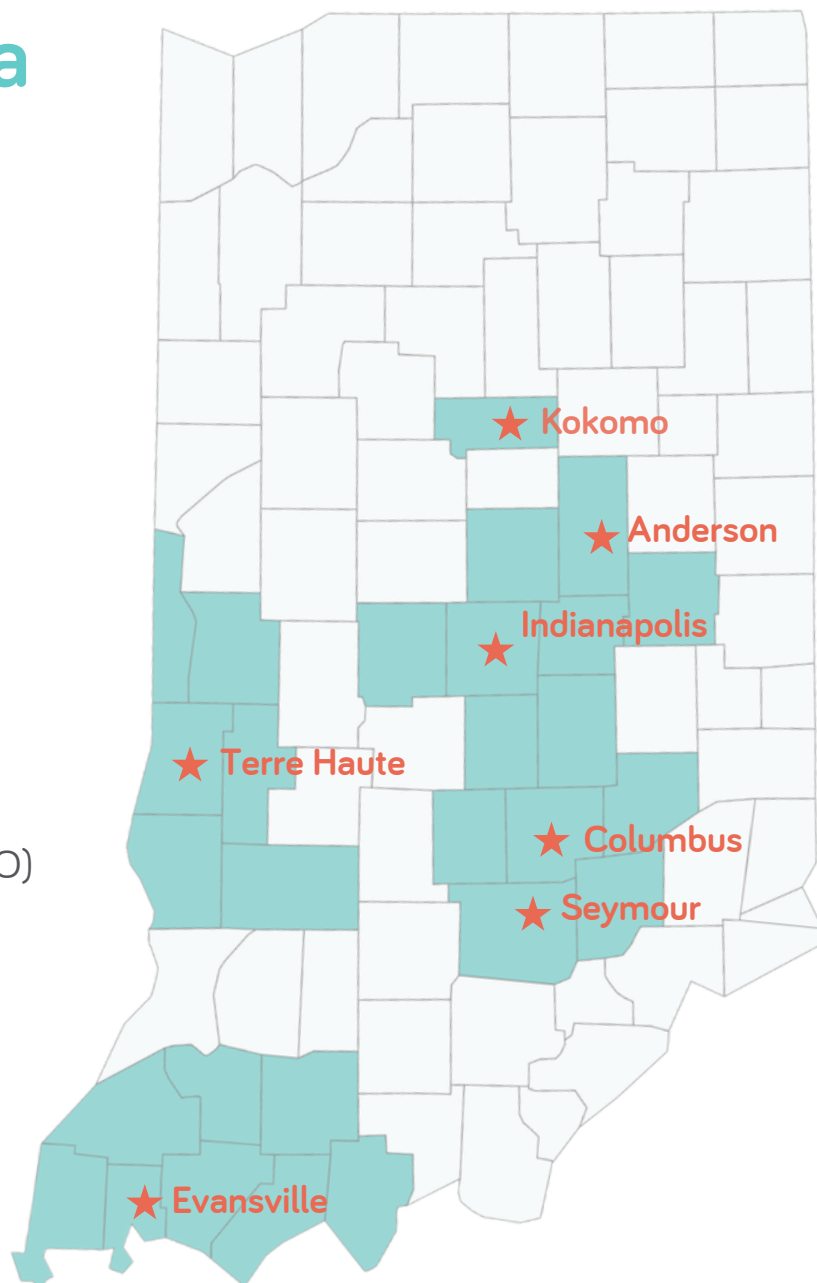 a
Kokomo
Anderson
Indianapolis
Terre Haute
Columbus
O)
Seymour
Evansville